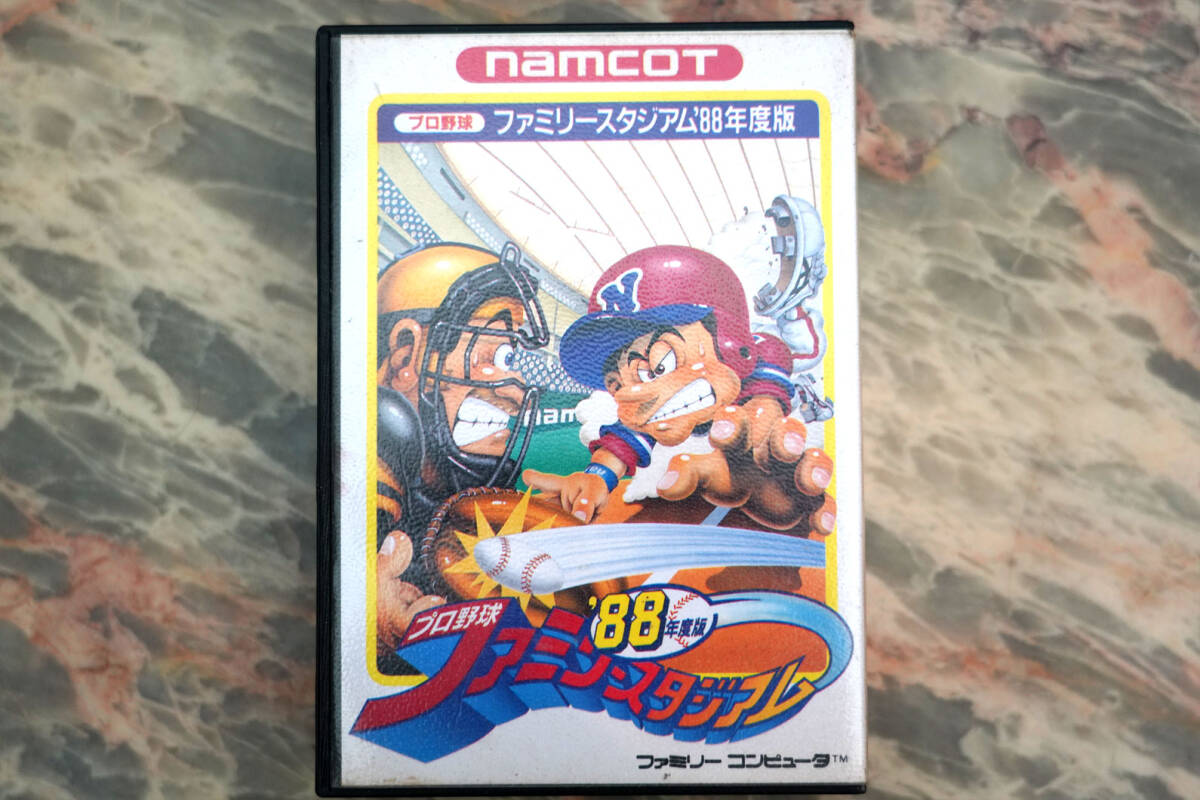 namcot
プロ野球 ファミリースタジアム'88年度版
N
nam
プロ野球
'88年度版
ファミリースタジアム
ファミリー コンピュータ™